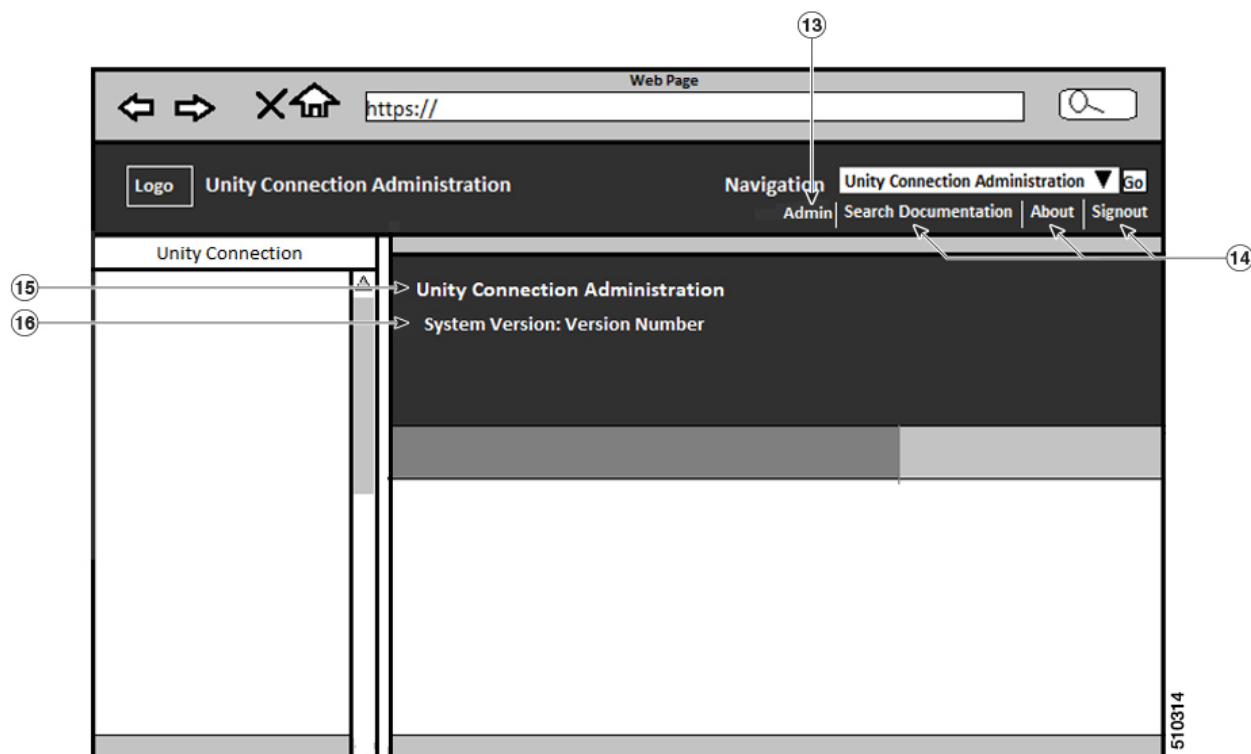 13
Web Page
https://
Logo
Unity Connection Administration
Navigation
Unity Connection Administration
Go
Admin
Search Documentation
About
Signout
14
Unity Connection
15
Unity Connection Administration
16
System Version: Version Number
510314